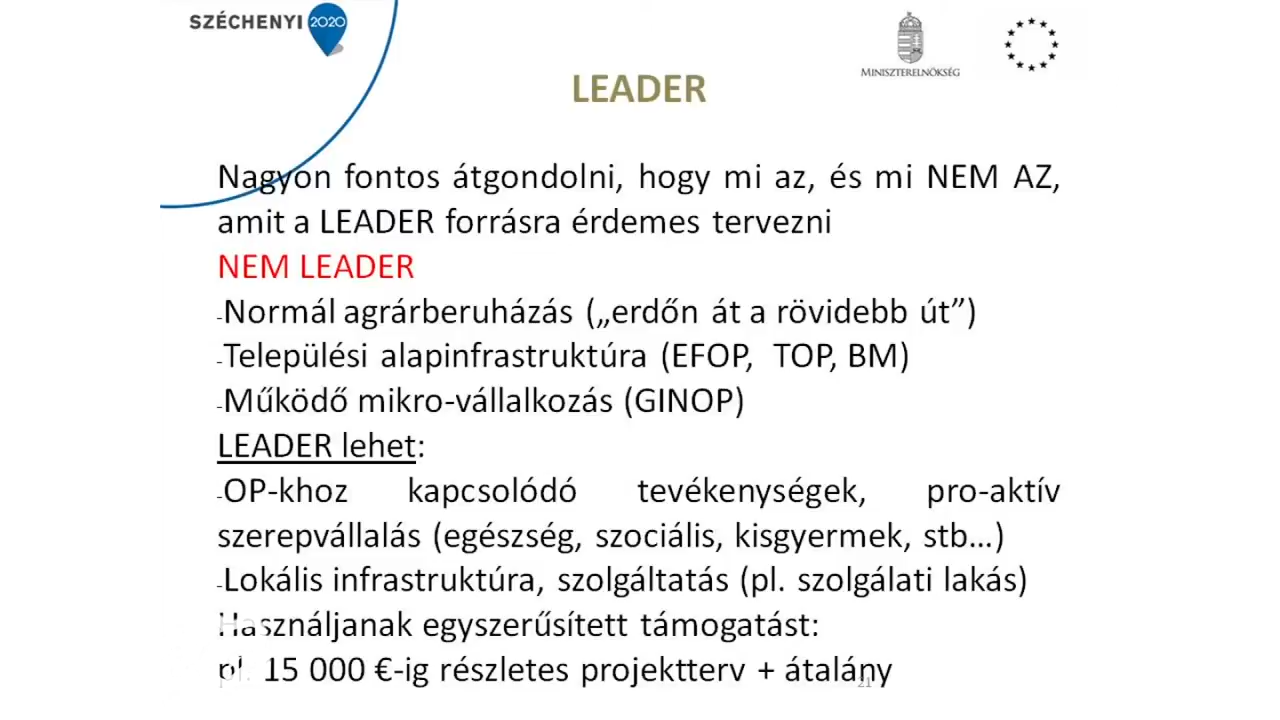 SZÉCHENYI 2020
MINISZTERELNÖKSÉG
LEADER
Nagyon fontos átgondolni, hogy mi az, és mi NEM AZ,
amit a LEADER forrásra érdemes tervezni
NEM LEADER
-Normál agrárberuházás („erdőn át a rövidebb út”)
-Települési alapinfrastruktúra (EFOP, TOP, BM)
-Működő mikro-vállalkozás (GINOP)
LEADER lehet:
-OP-khoz kapcsolódó tevékenységek, pro-aktív
szerepvállalás (egészség, szociális, kisgyermek, stb…)
-Lokális infrastruktúra, szolgáltatás (pl. szolgálati lakás)
Használjanak egyszerűsített támogatást:
pl. 15 000 €-ig részletes projektterv + átalány
21